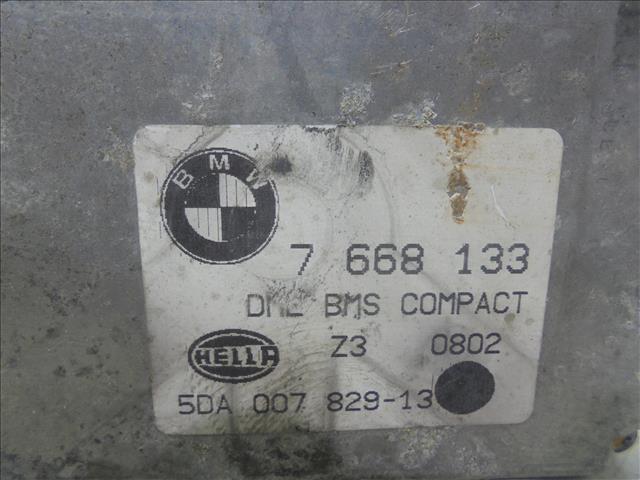 BMW
7 668 133
DME BMS COMPACT
HELLA Z3 0802
5DA 007 829-13